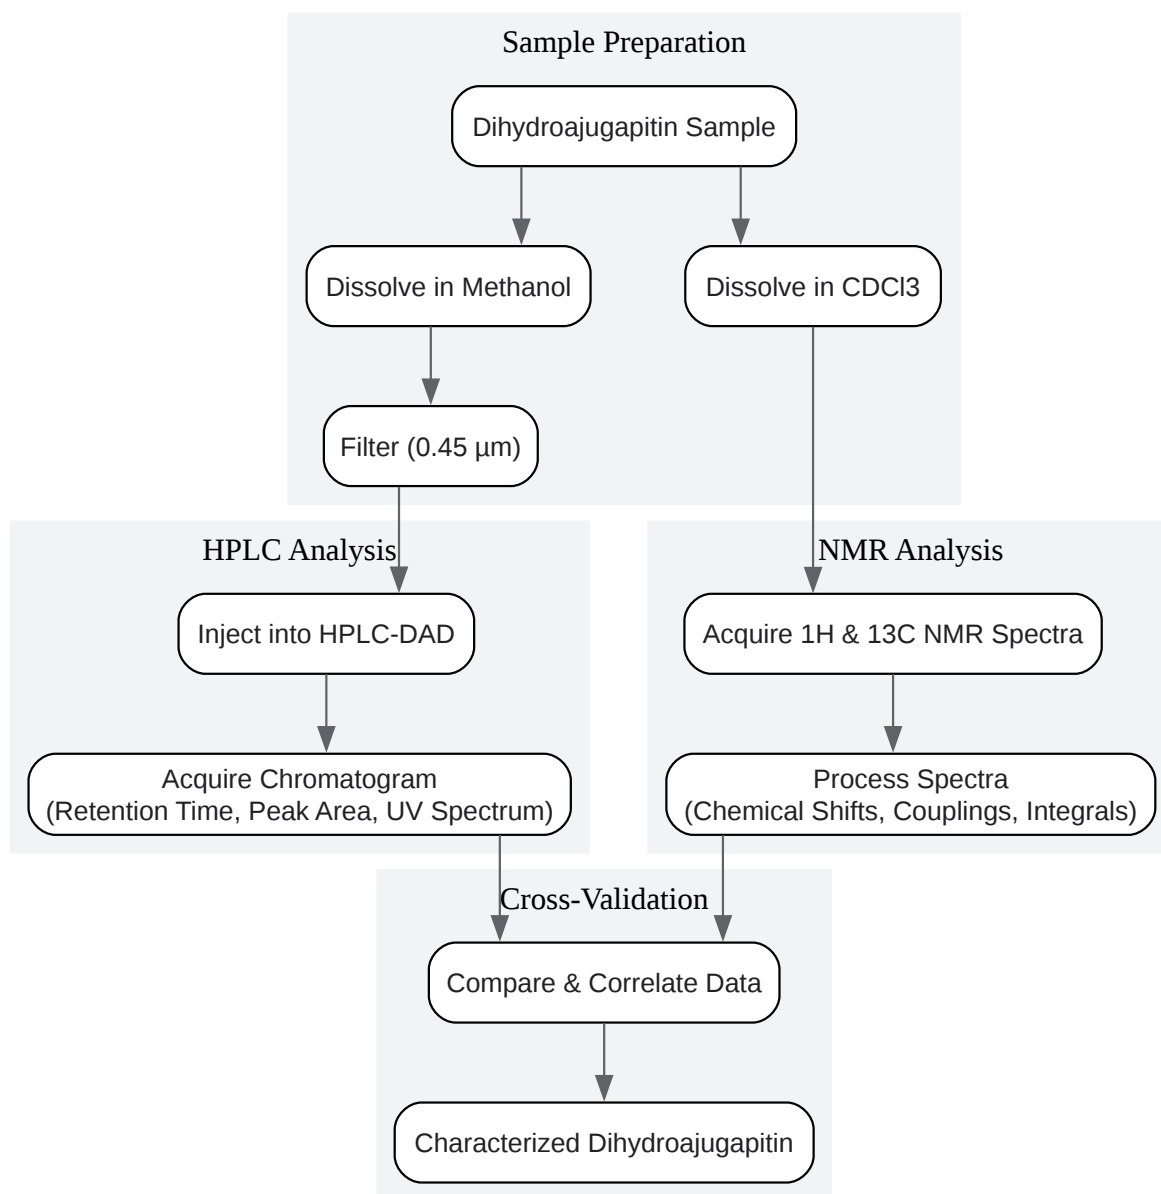 Sample Preparation
Dihydroajugapitin Sample
Dissolve in Methanol
Dissolve in CDCl3
Filter (0.45 µm)
HPLC Analysis
NMR Analysis
Inject into HPLC-DAD
Acquire 1H & 13C NMR Spectra
Acquire Chromatogram
(Retention Time, Peak Area, UV Spectrum)
Process Spectra
(Chemical Shifts, Couplings, Integrals)
Cross-Validation
Compare & Correlate Data
Characterized Dihydroajugapitin